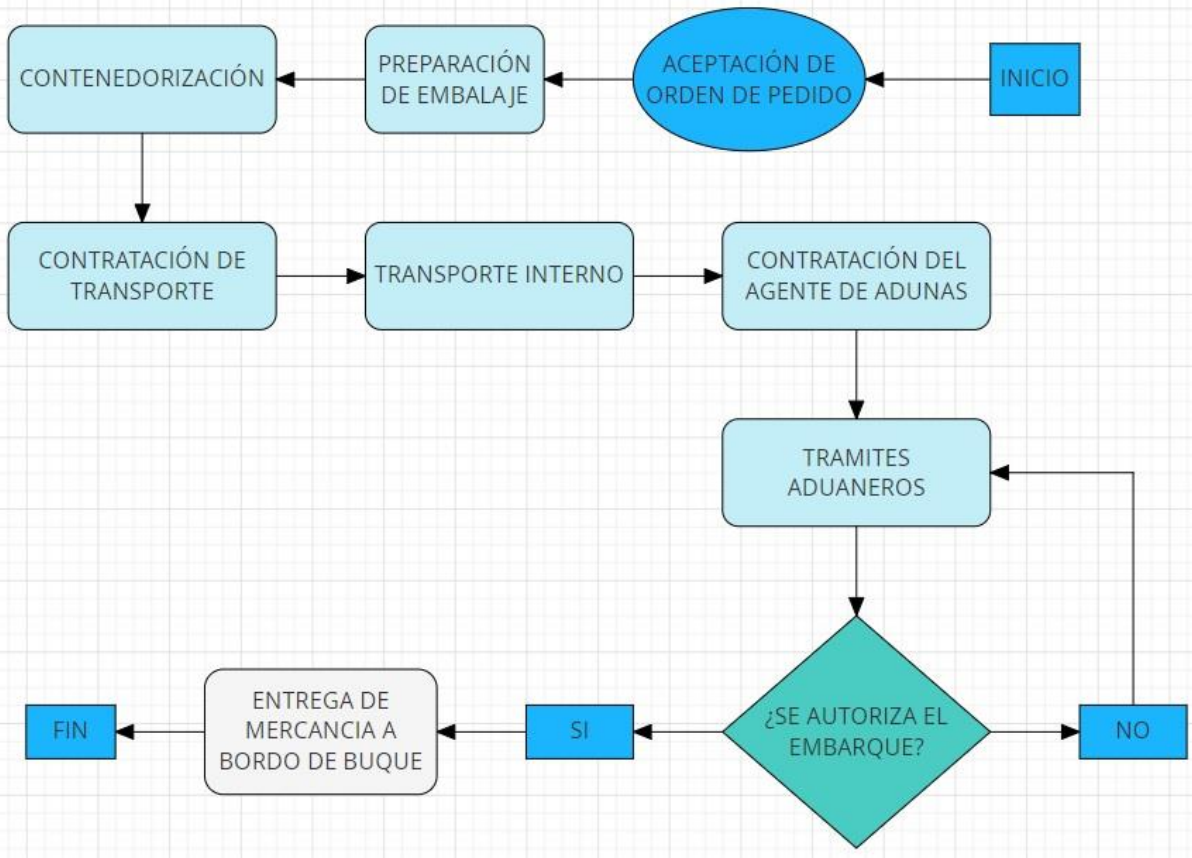 INICIO
ACEPTACIÓN DE
ORDEN DE PEDIDO
PREPARACIÓN
DE EMBALAJE
CONTENEDORIZACIÓN
CONTRATACIÓN DE
TRANSPORTE
TRANSPORTE INTERNO
CONTRATACIÓN DEL
AGENTE DE ADUNAS
TRAMITES
ADUANEROS
¿SE AUTORIZA EL
EMBARQUE?
NO
SI
ENTREGA DE
MERCANCIA A
BORDO DE BUQUE
FIN